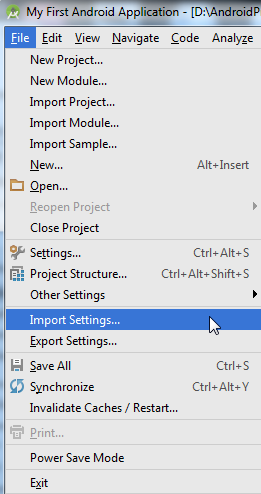 My First Android Application - [D:\AndroidP
File Edit View Navigate Code Analyze
New Project...
New Module...
Import Project...
Import Module...
Import Sample...
New... Alt+Insert
Open...
Reopen Project
Close Project
Settings... Ctrl+Alt+S
Project Structure... Ctrl+Alt+Shift+S
Other Settings
Import Settings...
Export Settings...
Save All Ctrl+S
Synchronize Ctrl+Alt+Y
Invalidate Caches / Restart...
Print...
Power Save Mode
Exit